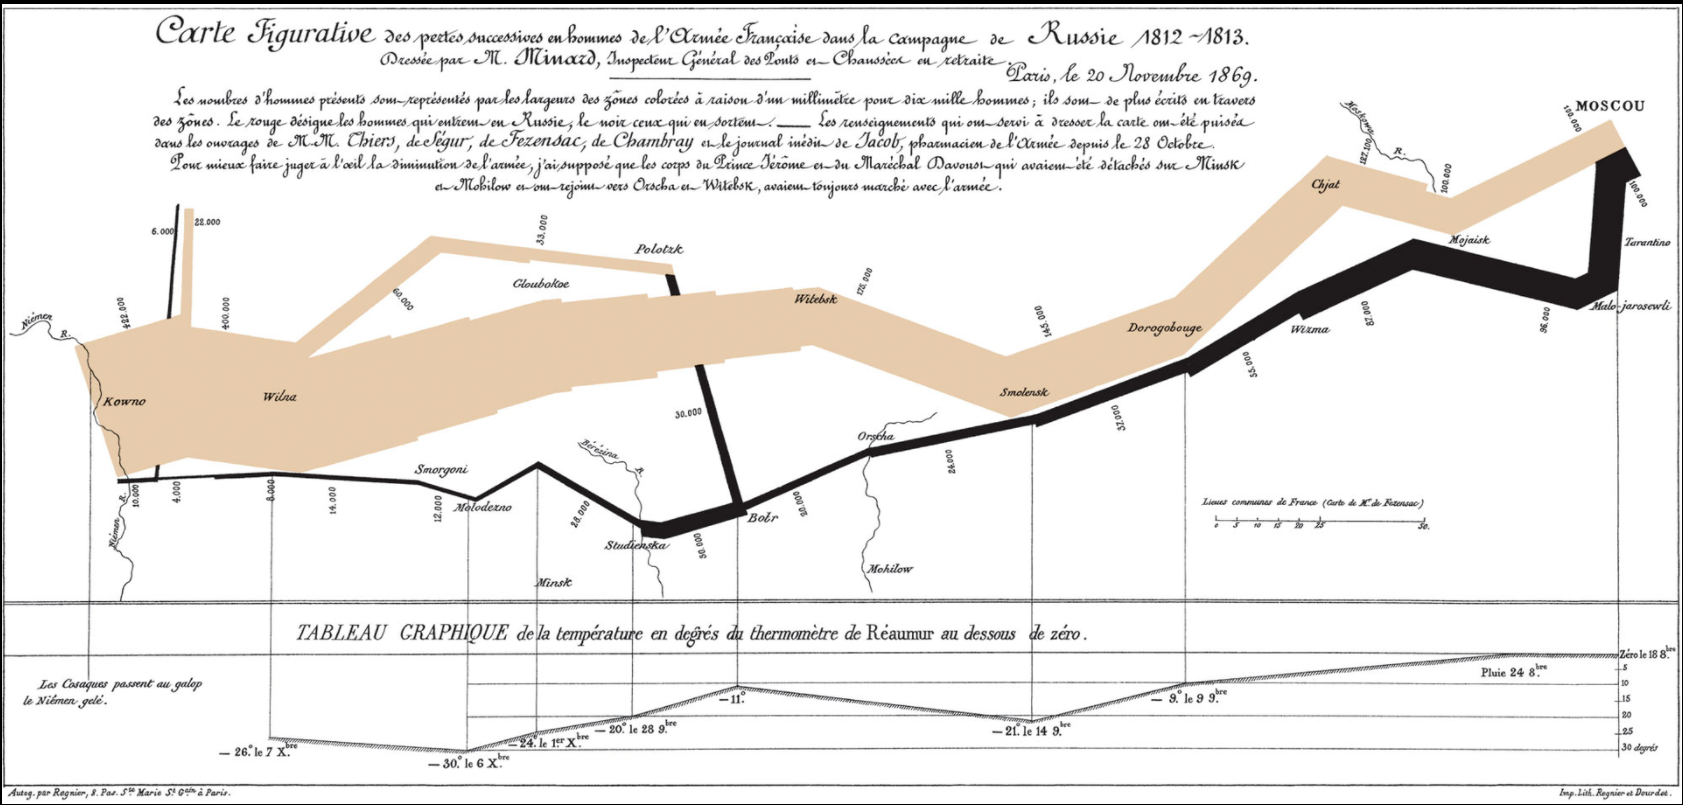 Carte Figurative des pertes successives en hommes de l'Armée Française dans la campagne de Russie 1812–1813.
Dressée par M. Minard, Inspecteur Général des Ponts et Chaussées en retraite.
Paris, le 20 Novembre 1869.
Les nombres d'hommes présents sont représentés par les largeurs des zônes colorées à raison d'un millimètre pour dix mille hommes; ils sont de plus écrits en travers
des zônes. Le rouge désigne les hommes qui entrent en Russie, le noir ceux qui en sortent. — Les renseignements qui ont servi à dresser la carte ont été puisés
dans les ouvrages de M.M. Thiers, de Ségur, de Fezensac, de Chambray et le journal inédit de Jacob, pharmacien de l'Armée depuis le 28 Octobre.
Pour mieux faire juger à l'œil la diminution de l'armée, j'ai supposé que les corps du Prince Jérôme et du Maréchal Davoust qui avaient été détachés sur Minsk
et Mohilow et ont rejoint vers Orscha et Witebsk, avaient toujours marché avec l'armée.
MOSCOU
100.000
Moskowa R.
127.100
100.000
Chjat
100.000
Mojaisk
Tarantino
Malo-jarosewli
6.000
22.000
33.000
Polotzk
Gloubokoe
60.000
175.000
Witebsk
422.000
400.000
Niémen R.
145.000
Dorogobouge
Wizma
87.000
96.000
55.000
Kowno
Wilna
Smolensk
37.000
30.000
Orscha
24.000
Bérézina R.
Smorgoni
Molodezno
10.000
4.000
8.000
14.000
12.000
28.000
20.000
Bobr
Studienska
50.000
Niémen R.
Minsk
Mohilow
Lieues communes de France (Carte de M. de Fezensac)
0 5 10 15 20 25 50.
TABLEAU GRAPHIQUE de la température en degrés du thermomètre de Réaumur au dessous de zéro.
Les Cosaques passent au galop
le Niémen gelé.
Zéro le 18 8.bre
5
10
15
20
25
30 degrés
Pluie 24 8.bre
— 9.° le 9 9.bre
— 21.° le 14 9.bre
— 11.°
— 20.° le 28 9.bre
— 24.° le 1.er X.bre
— 30.° le 6 X.bre
— 26.° le 7 X.bre
Autog. par Regnier, 8. Pas. S.te Marie S.t G.ain à Paris.
Imp. Lith. Regnier et Dourdet.